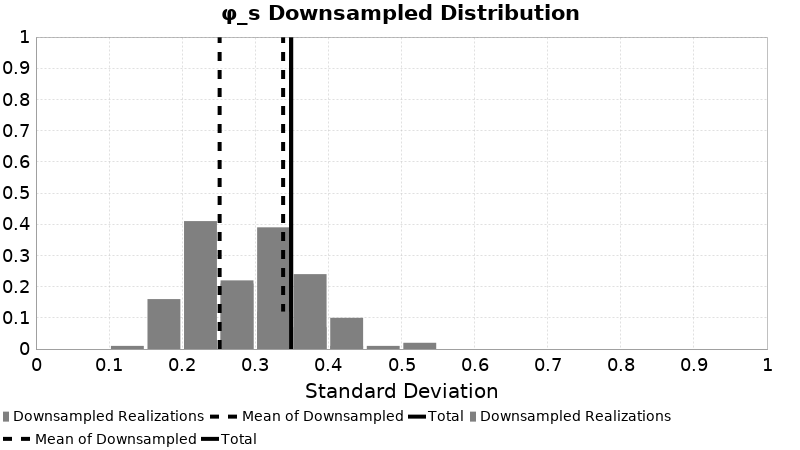 φ_s Downsampled Distribution
1
0.9
0.8
0.7
0.6
0.5
0.4
0.3
0.2
0.1
0
0 0.1 0.2 0.3 0.4 0.5 0.6 0.7 0.8 0.9 1
Standard Deviation
Downsampled Realizations Mean of Downsampled Total Downsampled Realizations
Mean of Downsampled Total